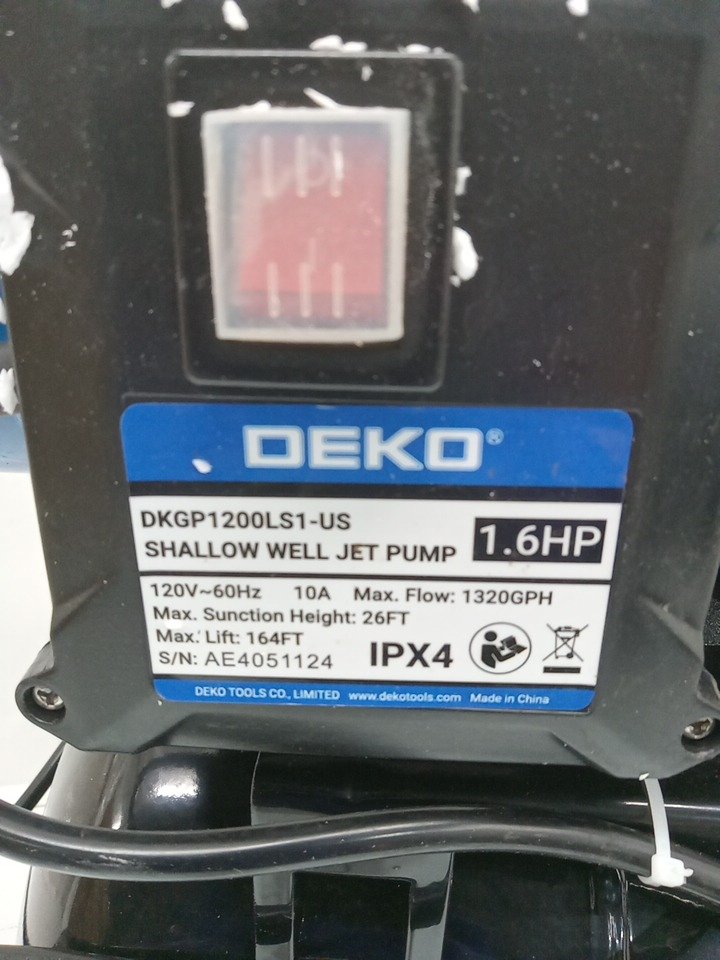 DEKO®
DKGP1200LS1-US
SHALLOW WELL JET PUMP
1.6HP
120V~60Hz 10A Max. Flow: 1320GPH
Max. Sunction Height: 26FT
Max. Lift: 164FT
S/N: AE4051124
IPX4
DEKO TOOLS CO., LIMITED www.dekotools.com Made in China